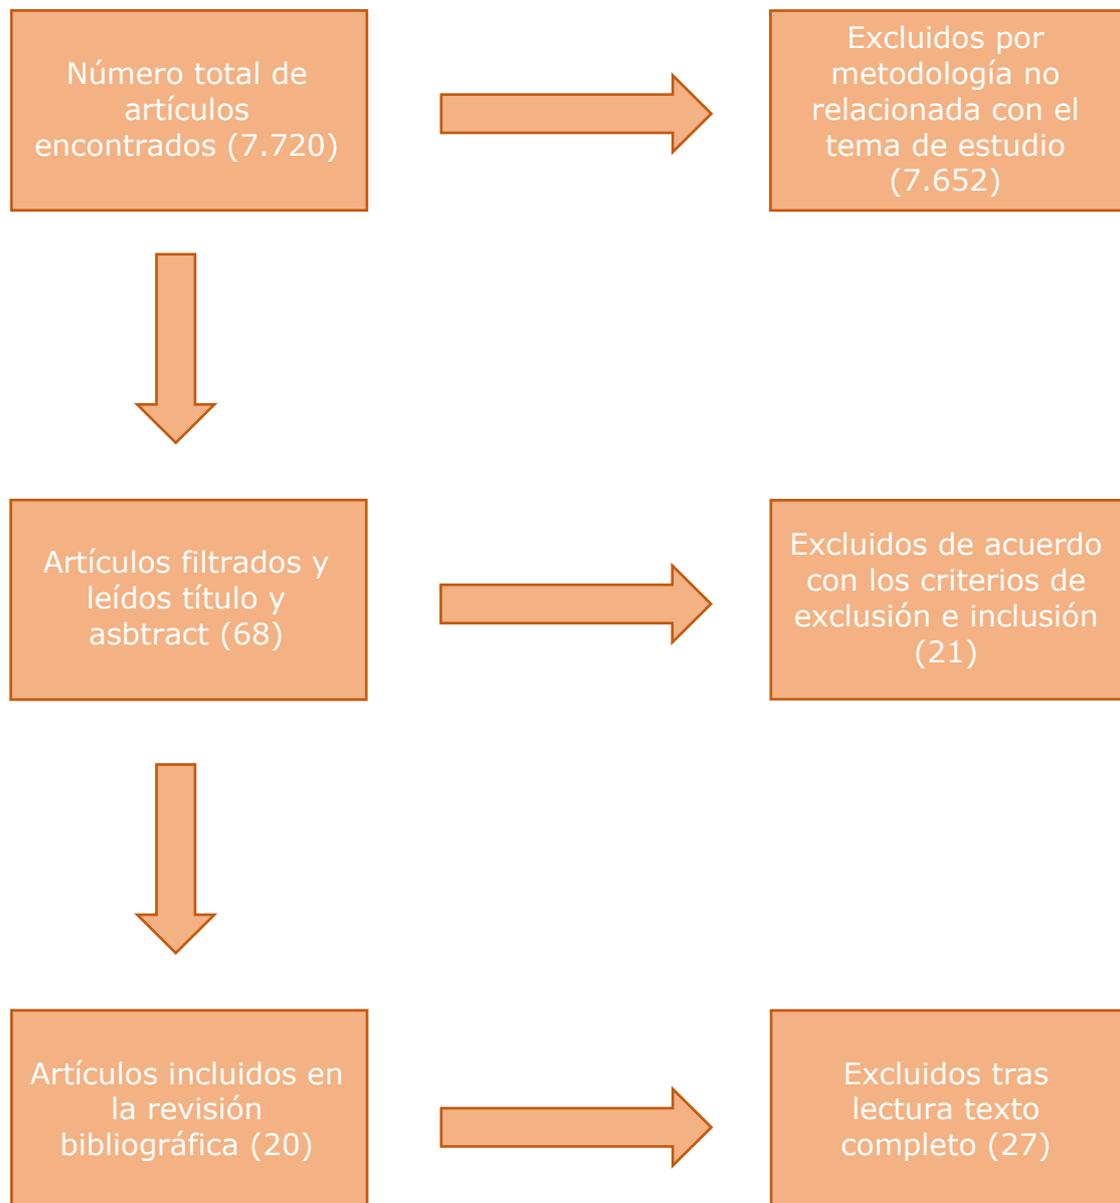 Número total de
artículos
encontrados (7.720)
Excluidos por
metodología no
relacionada con el
tema de estudio
(7.652)
Artículos filtrados y
leídos título y
asbtract (68)
Excluidos de acuerdo
con los criterios de
exclusión e inclusión
(21)
Artículos incluidos en
la revisión
bibliográfica (20)
Excluidos tras
lectura texto
completo (27)